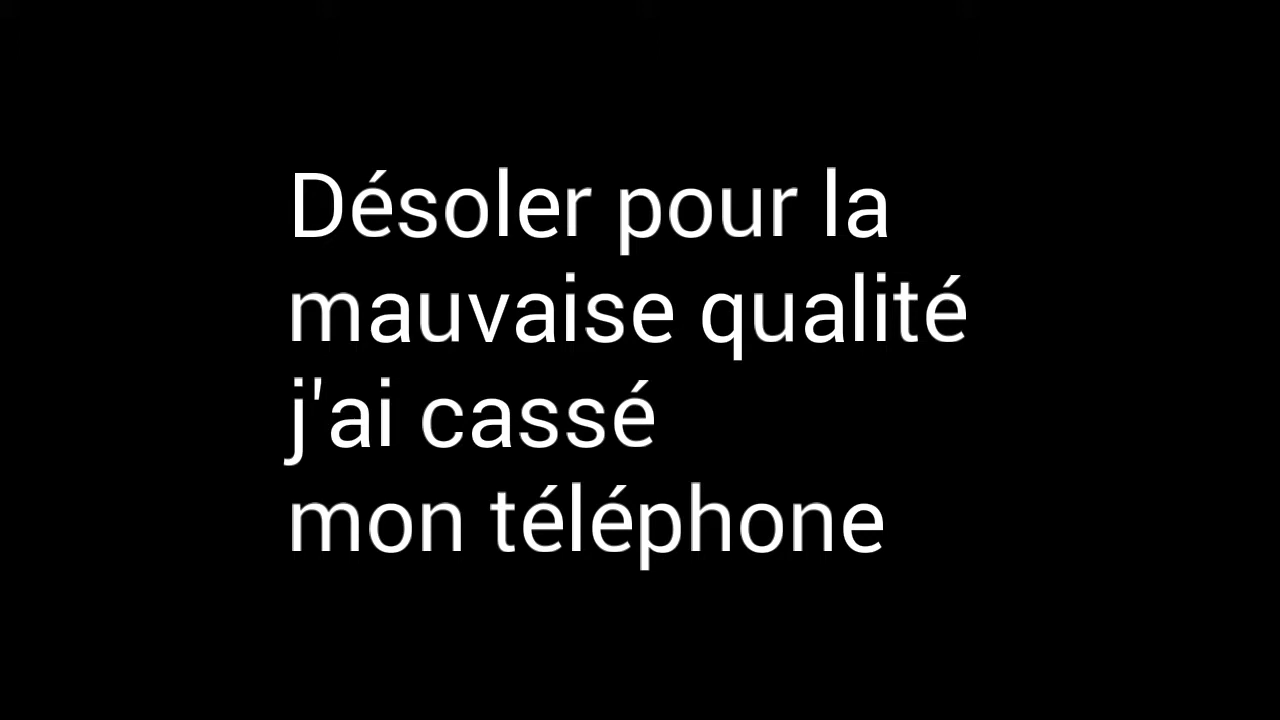 Désoler pour la
mauvaise qualité
j'ai cassé
mon téléphone